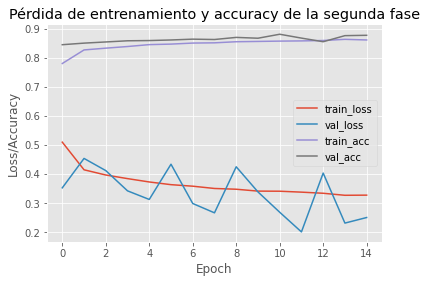 Pérdida de entrenamiento y accuracy de la segunda fase
0.9
0.8
0.7
0.6
0.5
0.4
0.3
0.2
Loss/Accuracy
train_loss
val_loss
train_acc
val_acc
0 2 4 6 8 10 12 14
Epoch